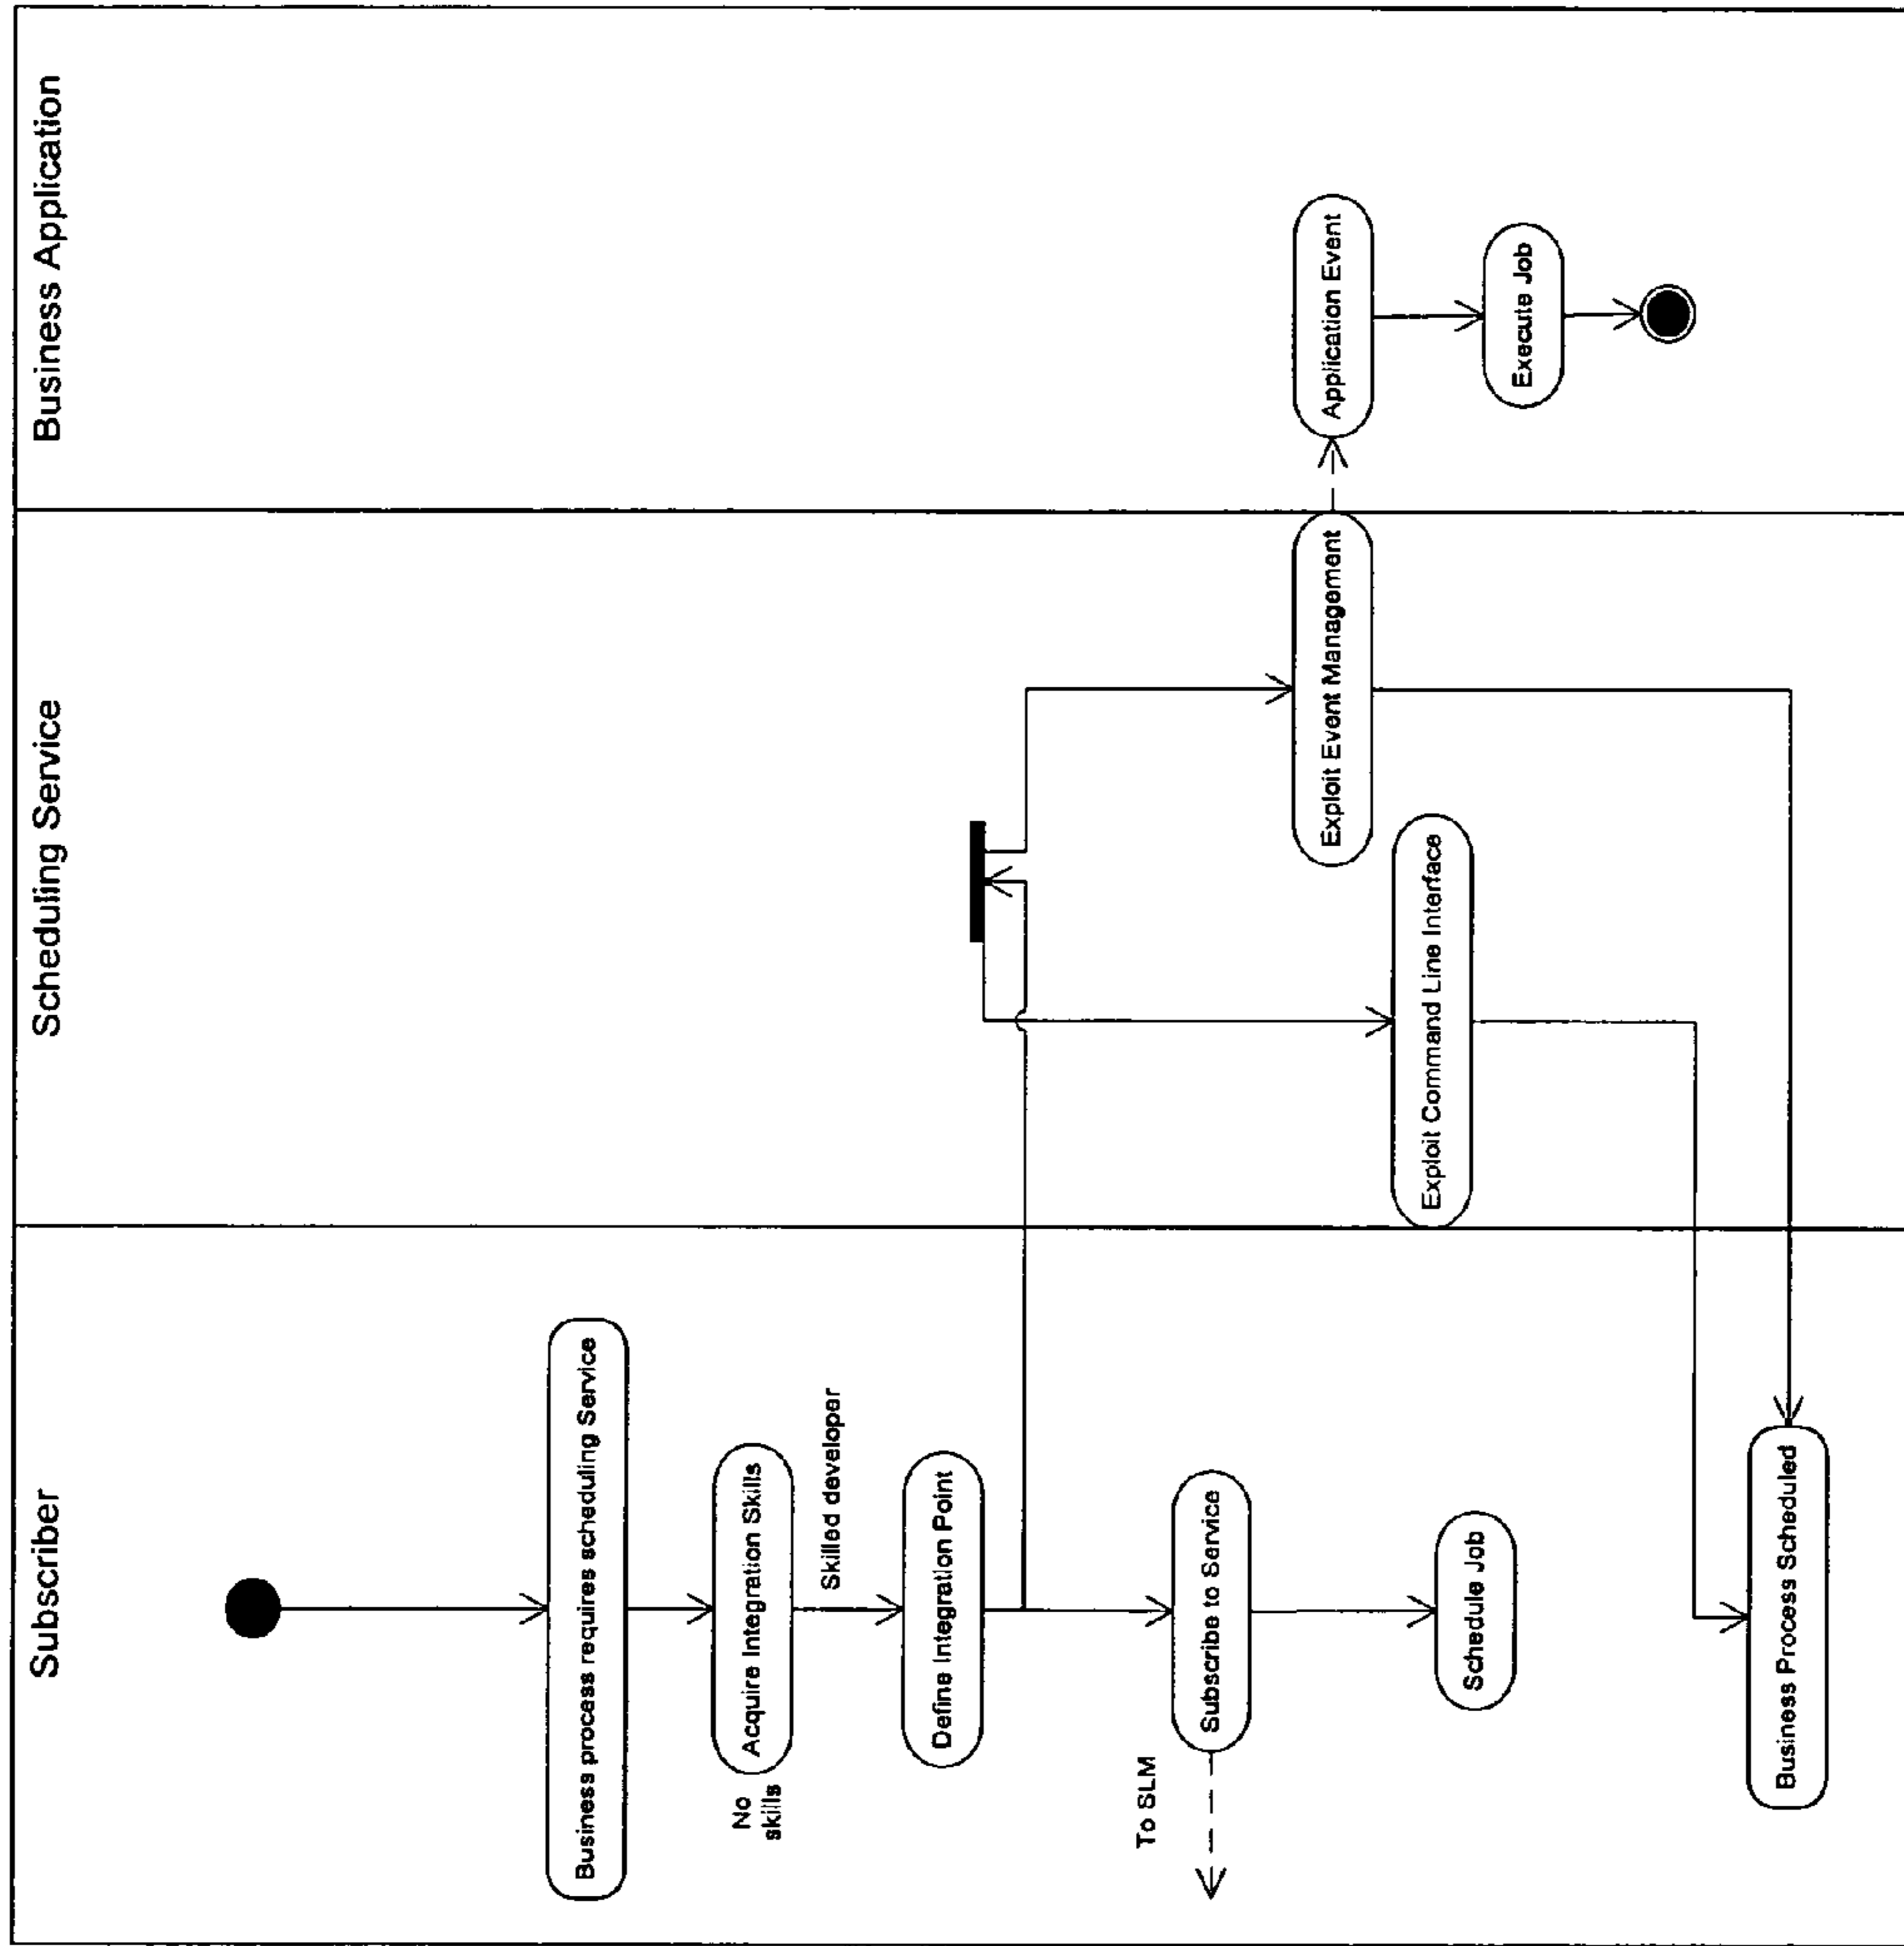 Subscriber
Scheduling Service
Business Application
Business process requires scheduling Service
No
skills
Acquire Integration Skills
Skilled developer
Define Integration Point
To SLM
Subscribe to Service
Schedule Job
Business Process Scheduled
Exploit Event Management
Exploit Command Line Interface
Application Event
Execute Job